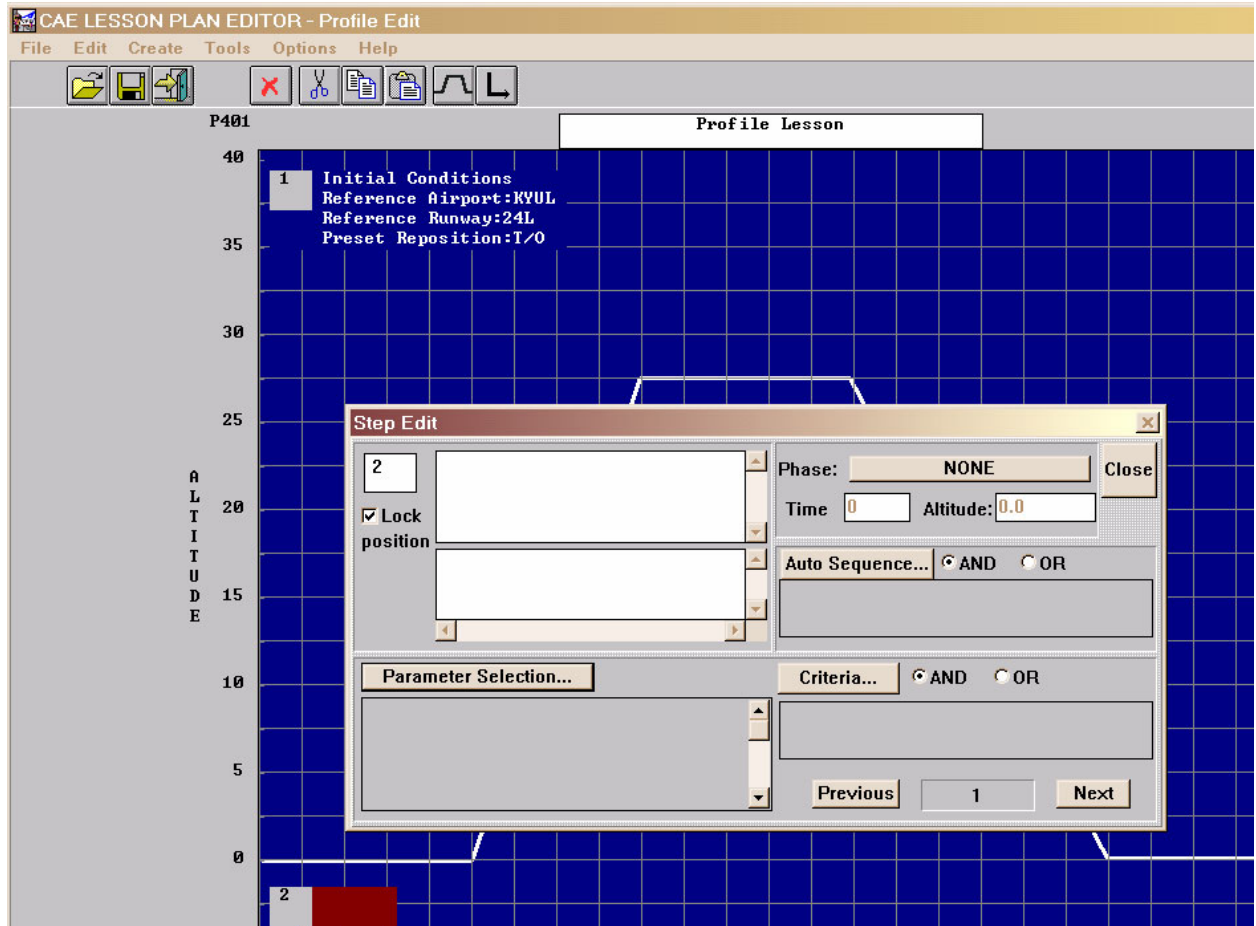 CAE LESSON PLAN EDITOR - Profile Edit
File Edit Create Tools Options Help
P401
Profile Lesson
40
1
Initial Conditions
Reference Airport:KYUL
Reference Runway:24L
Preset Reposition:T/O
35
30
25
ALTITUDE
20
15
10
5
0
2
Step Edit
2
Lock
position
Phase: NONE
Close
Time 0 Altitude: 0.0
Auto Sequence... AND OR
Parameter Selection...
Criteria... AND OR
Previous 1 Next